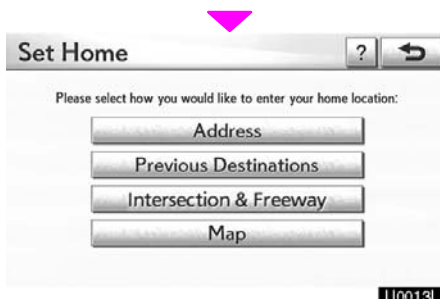 Set Home ?
Please select how you would like to enter your home location:
Address
Previous Destinations
Intersection & Freeway
Map